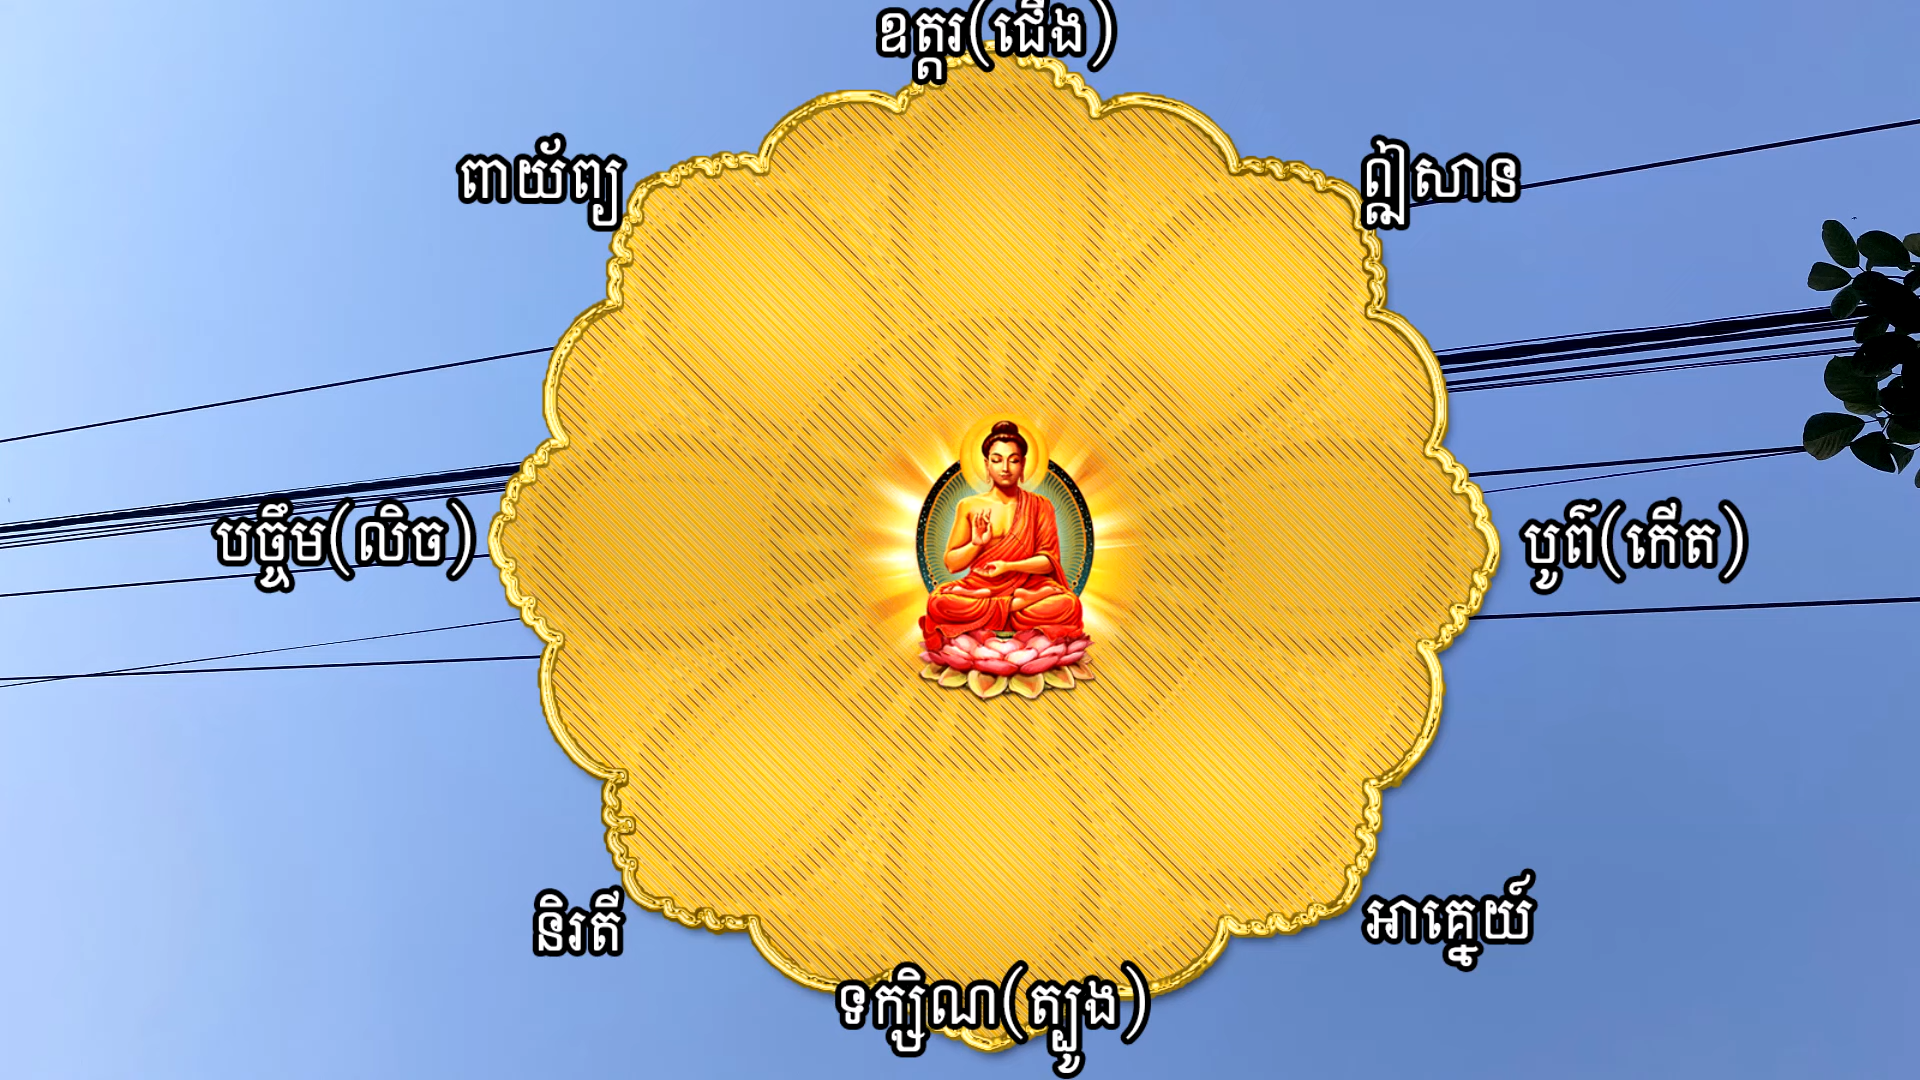 ឧត្តរ(ជើង)
ពាយ័ព្យ
ឦសាន
បច្ចឹម(លិច)
បូព៌(កើត)
និរតី
អាគ្នេយ៍
ទក្សិណ(ត្បូង)